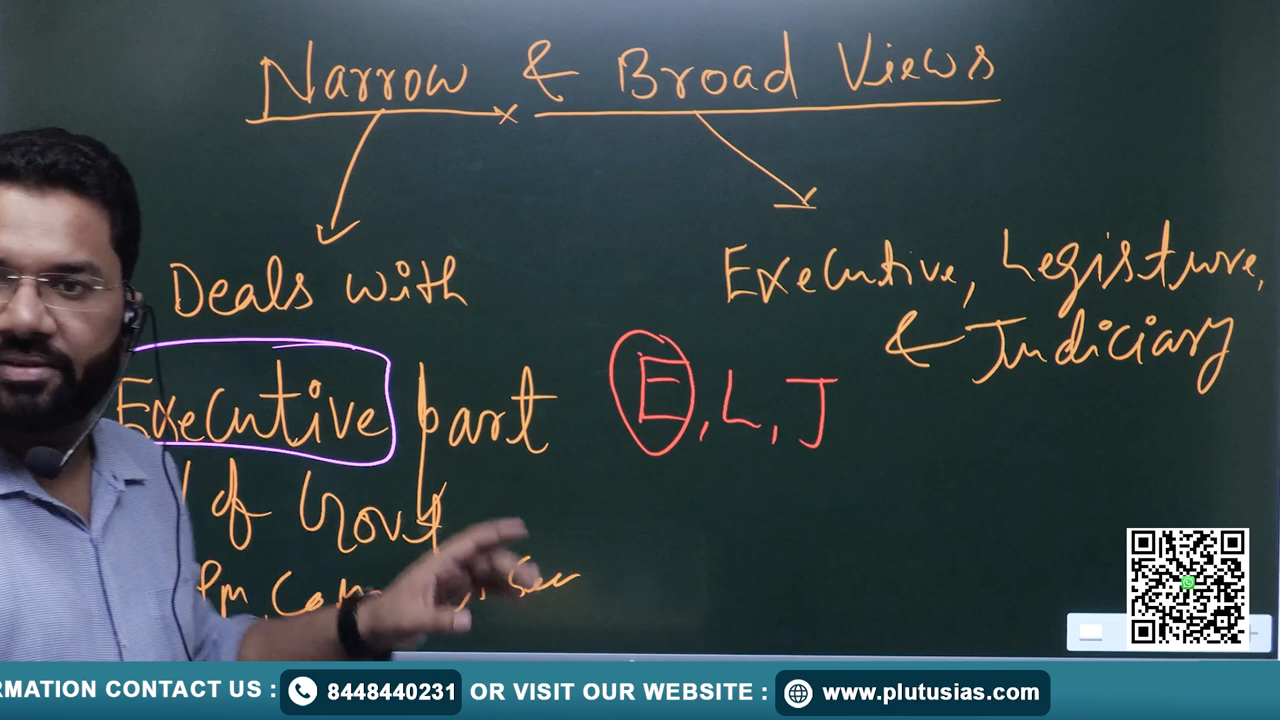 Narrow & Broad Views
Deals with
Executive part
of Govt
Pm,
Executive, Legisture,
& Judiciary
E, L, J
RMATION CONTACT US : 8448440231 OR VISIT OUR WEBSITE : www.plutusias.com